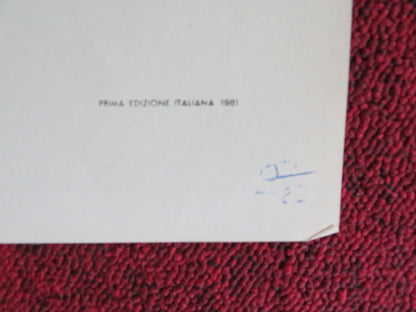 PRIMA EDIZIONE ITALIANA 1981